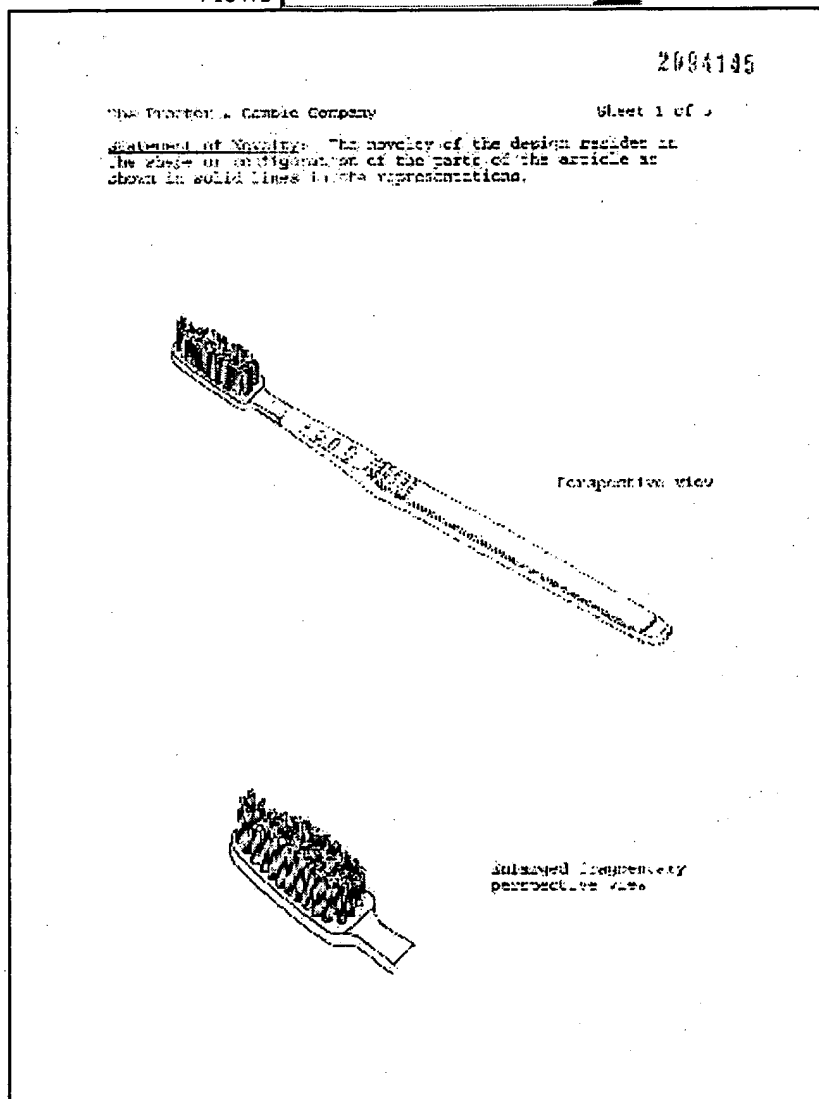 2094145
The Procter & Gamble Company Sheet 1 of
Statement of Novelty: The novelty of the design resides in
the shape or configuration of the parts of the article as
shown in solid lines in the representations.
Perspective view
Enlarged fragmentary
perspective view